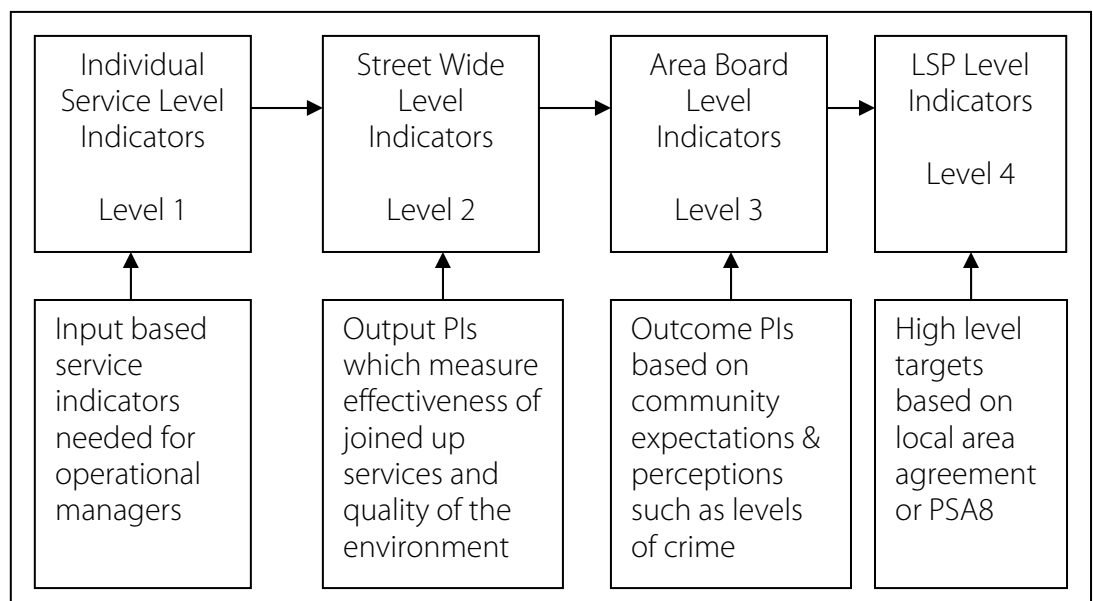 Individual
Service Level
Indicators
Level 1
Street Wide
Level
Indicators
Level 2
Area Board
Level
Indicators
Level 3
LSP Level
Indicators
Level 4
Input based
service
indicators
needed for
operational
managers
Output PIs
which measure
effectiveness of
joined up
services and
quality of the
environment
Outcome PIs
based on
community
expectations &
perceptions
such as levels
of crime
High level
targets
based on
local area
agreement
or PSA8